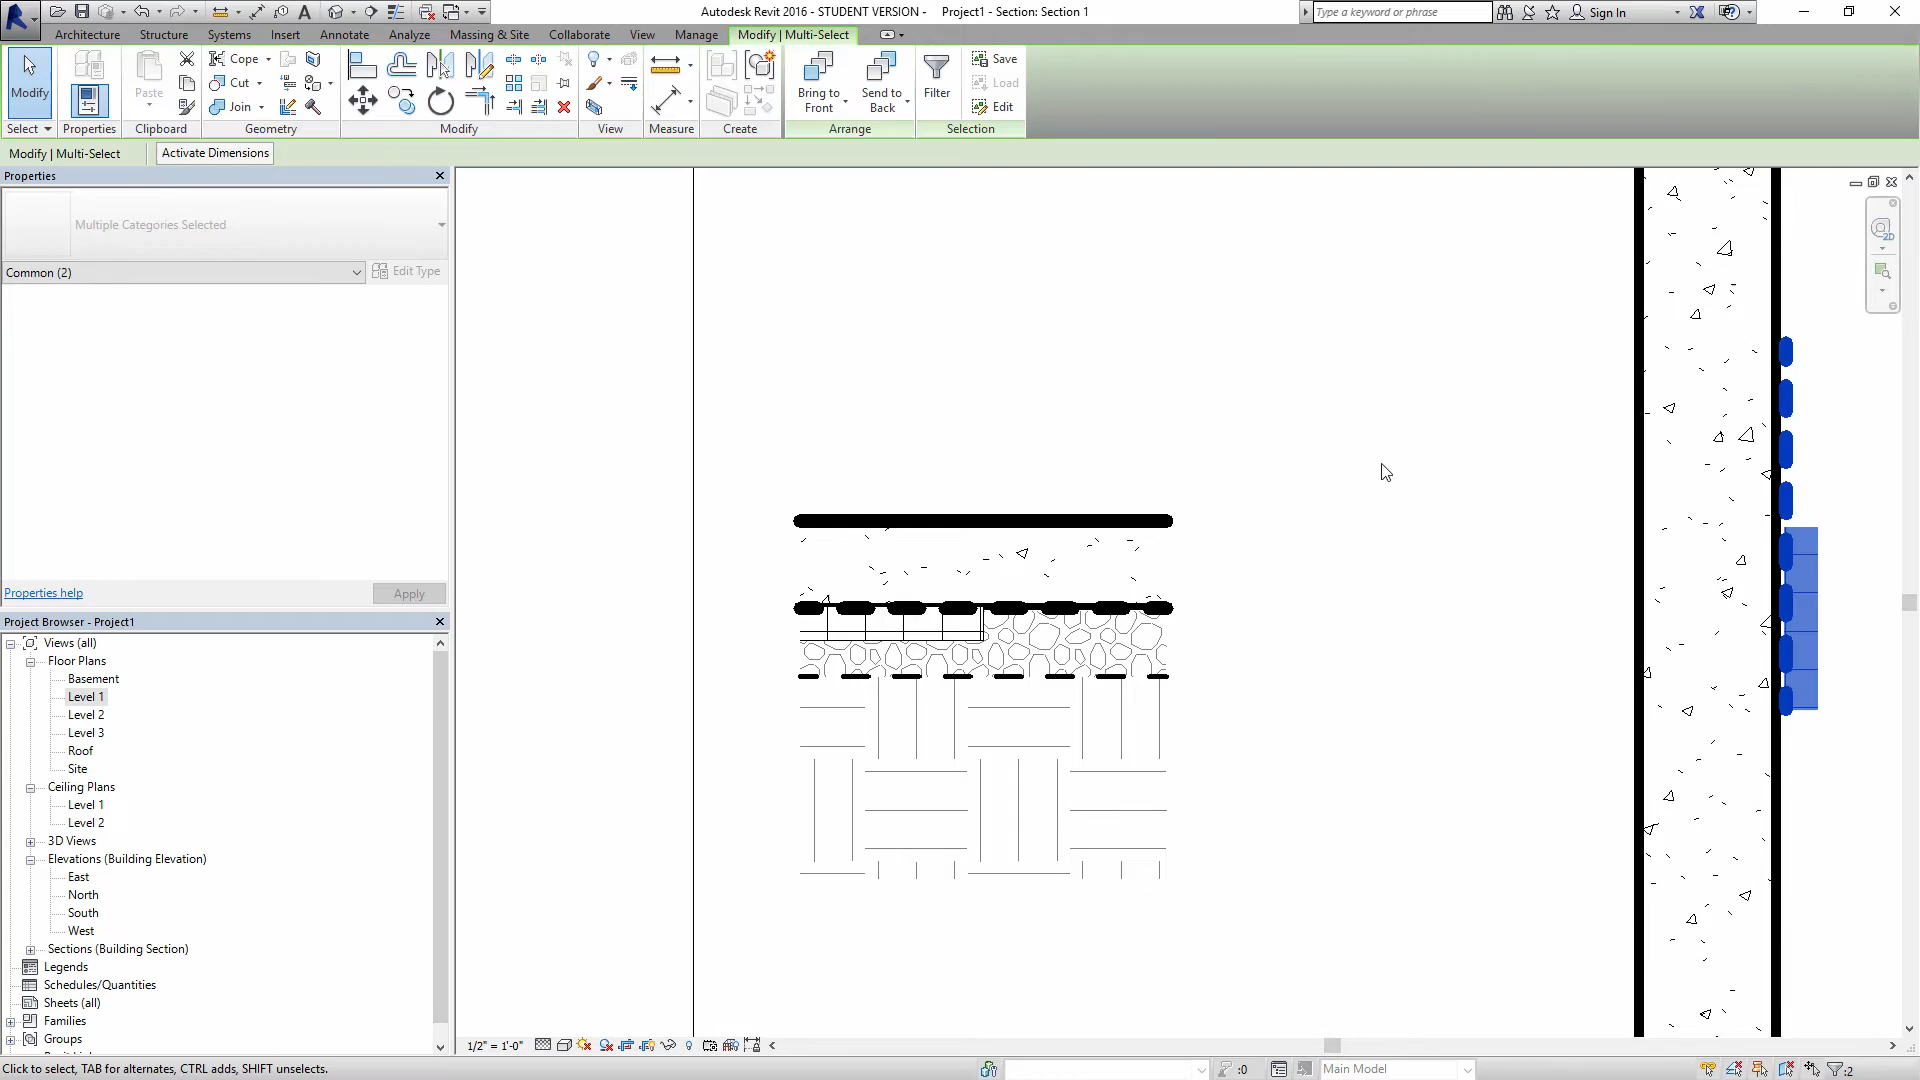 Autodesk Revit 2016 - STUDENT VERSION -    Project1 - Section: Section 1
Type a keyword or phrase
Sign In
Architecture Structure Systems Insert Annotate Analyze Massing & Site Collaborate View Manage Modify | Multi-Select
Modify
Paste
Cope
Cut
Join
Bring to Front
Send to Back
Filter
Save
Load
Edit
Select Properties Clipboard Geometry Modify View Measure Create Arrange Selection
Modify | Multi-Select Activate Dimensions
Properties
Multiple Categories Selected
Common (2) Edit Type
Properties help Apply
Project Browser - Project1
Views (all)
Floor Plans
Basement
Level 1
Level 2
Level 3
Roof
Site
Ceiling Plans
Level 1
Level 2
3D Views
Elevations (Building Elevation)
East
North
South
West
Sections (Building Section)
Legends
Schedules/Quantities
Sheets (all)
Families
Groups
2D
1/2" = 1'-0"
Click to select, TAB for alternates, CTRL adds, SHIFT unselects.
:0
Main Model
:2